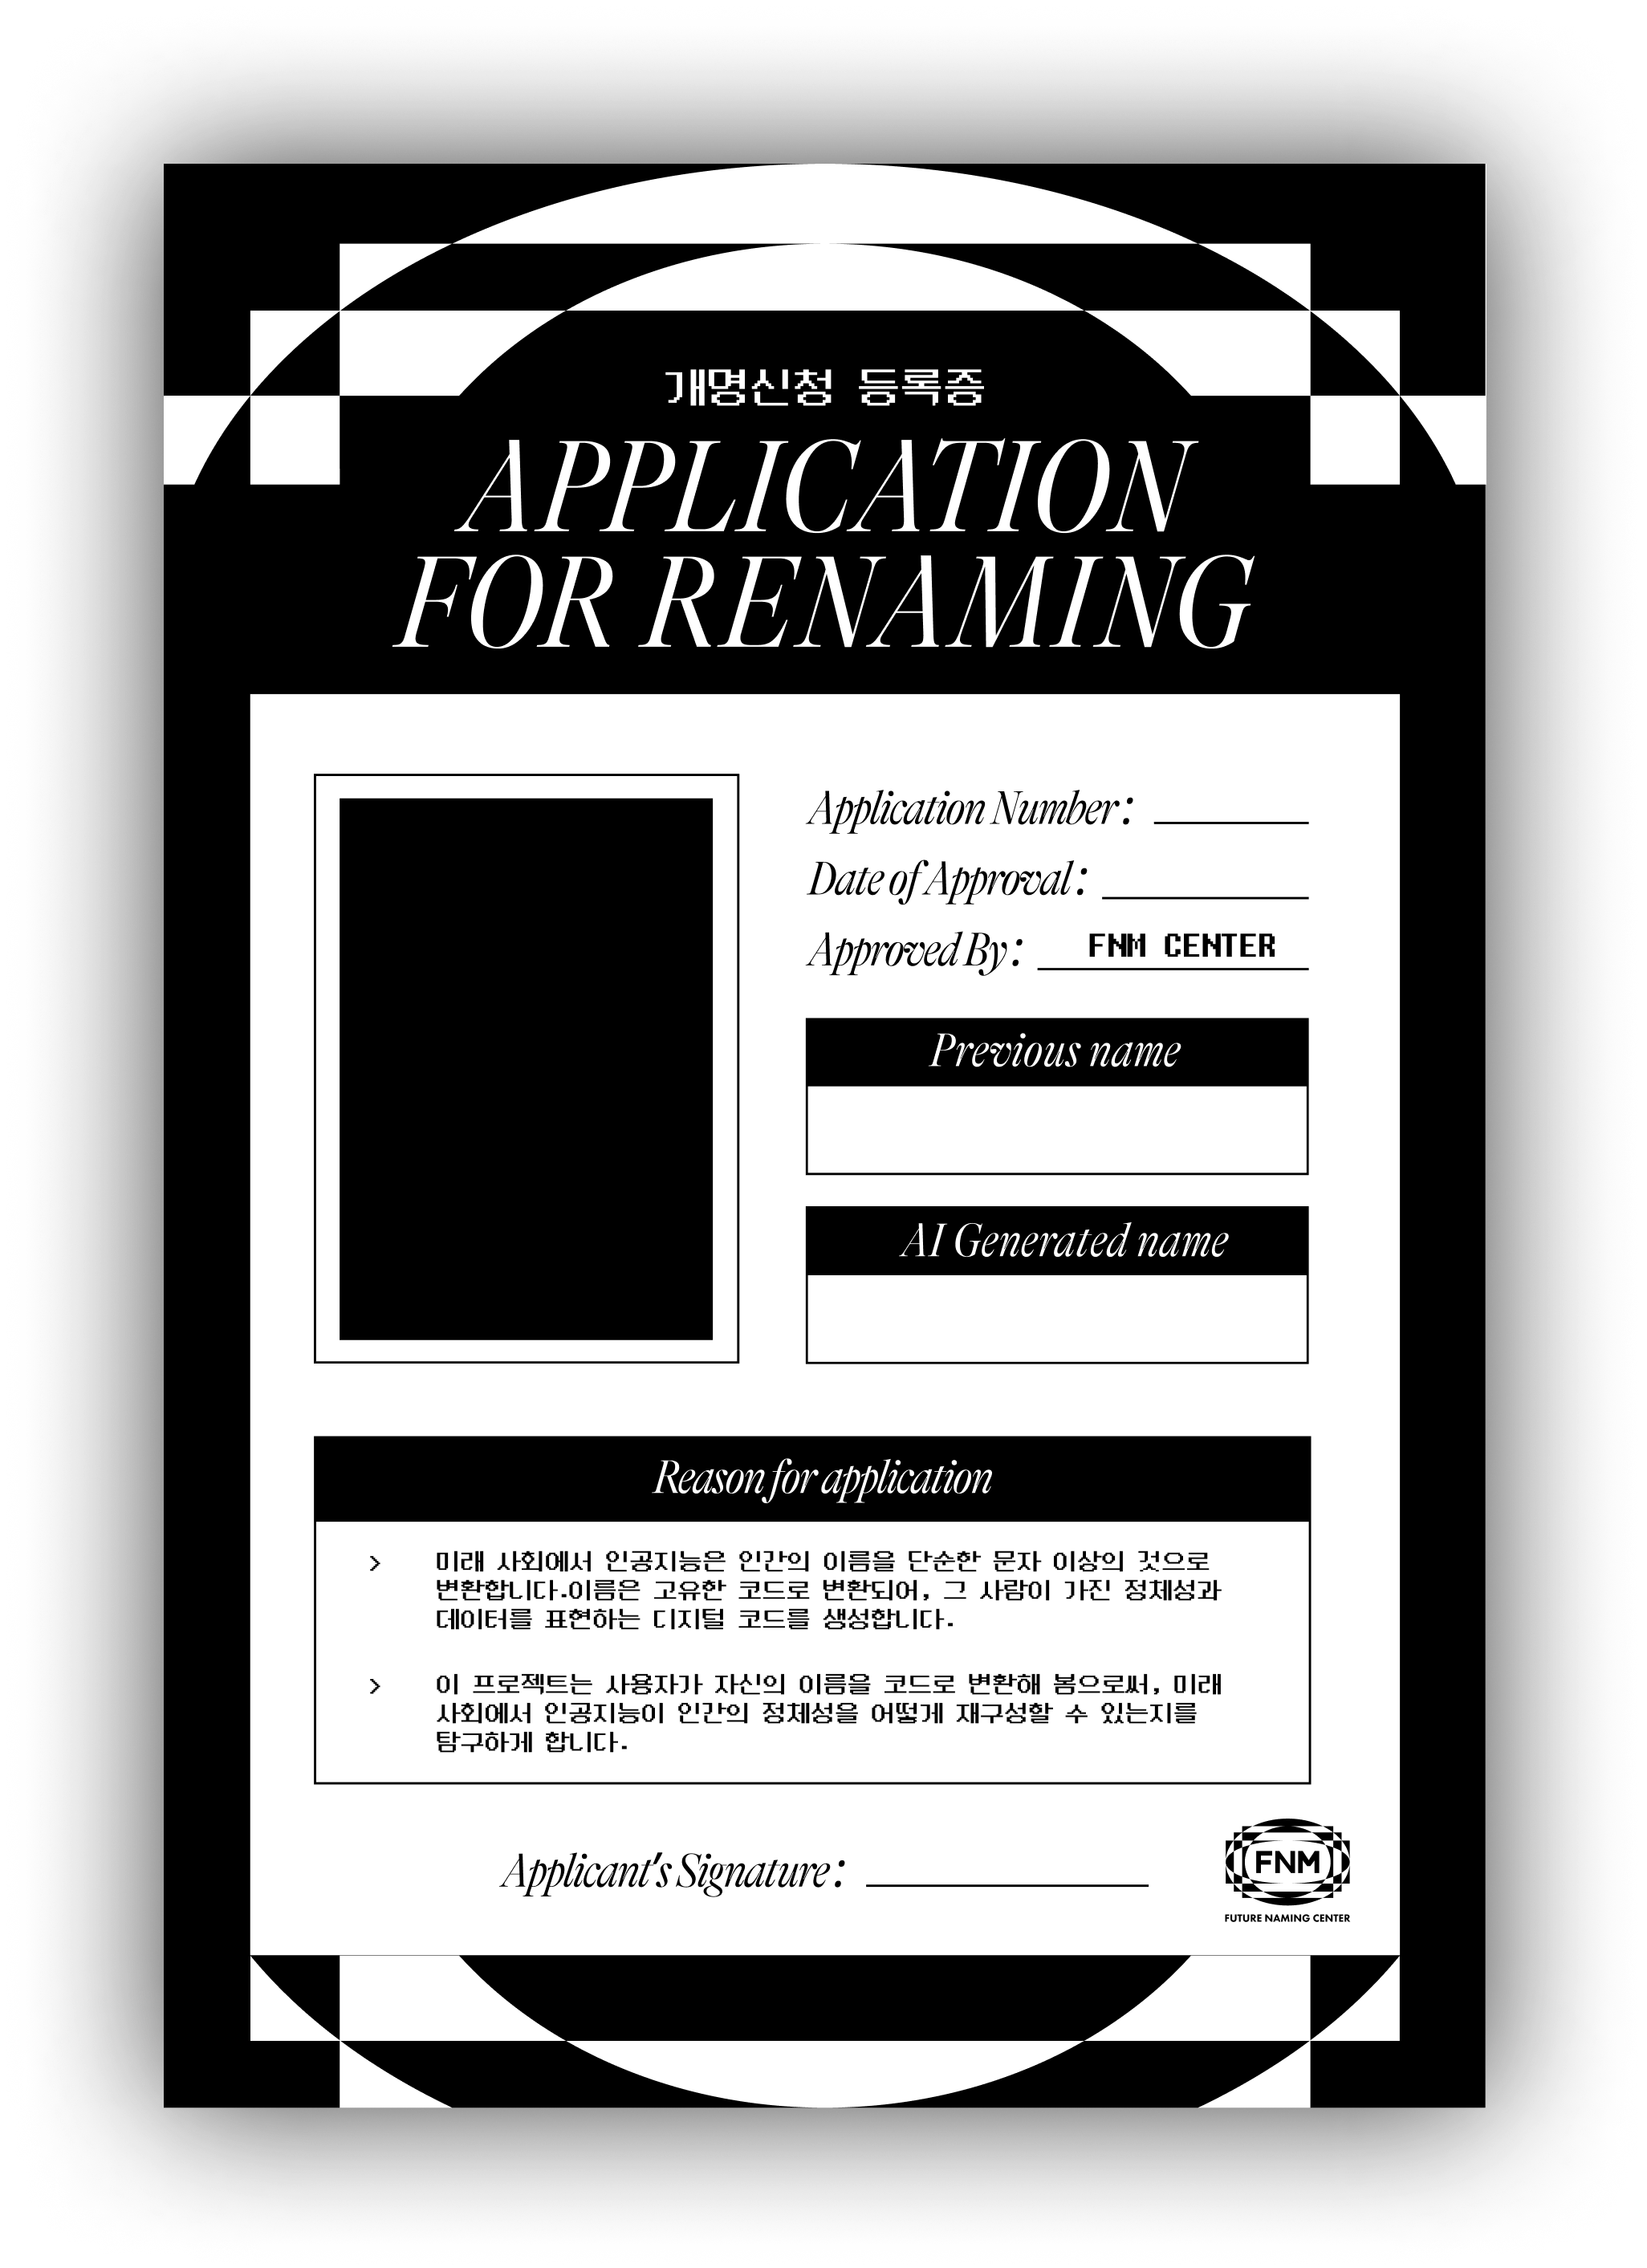 개명신청 등록증
APPLICATION
FOR RENAMING
Application Number:
Date of Approval:
Approved By: FNM CENTER
Previous name
AI Generated name
Reason for application
> 미래 사회에서 인공지능은 인간의 이름을 단순한 문자 이상의 것으로
변환합니다.이름은 고유한 코드로 변환되어, 그 사람이 가진 정체성과
데이터를 표현하는 디지털 코드를 생성합니다.
> 이 프로젝트는 사용자가 자신의 이름을 코드로 변환해 봄으로써, 미래
사회에서 인공지능이 인간의 정체성을 어떻게 재구성할 수 있는지를
탐구하게 합니다.
Applicant's Signature:
FNM
FUTURE NAMING CENTER